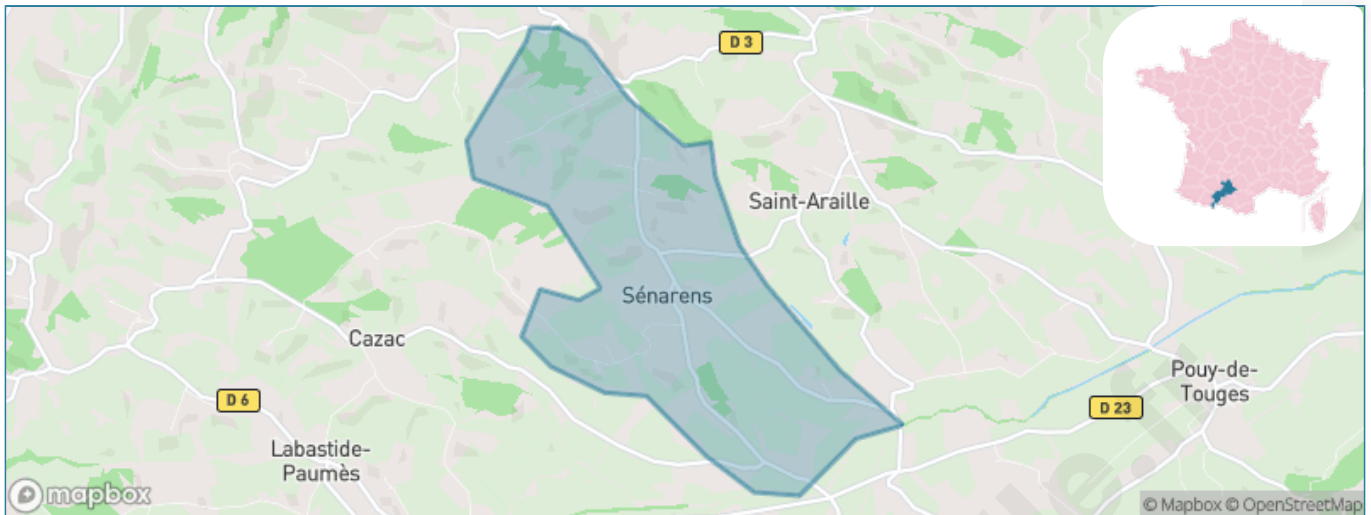 D 3
Saint-Araille
Sénarens
Cazac
Pouy-de-
Touges
D 6
D 23
Labastide-
Paumès
mapbox
© Mapbox © OpenStreetMap